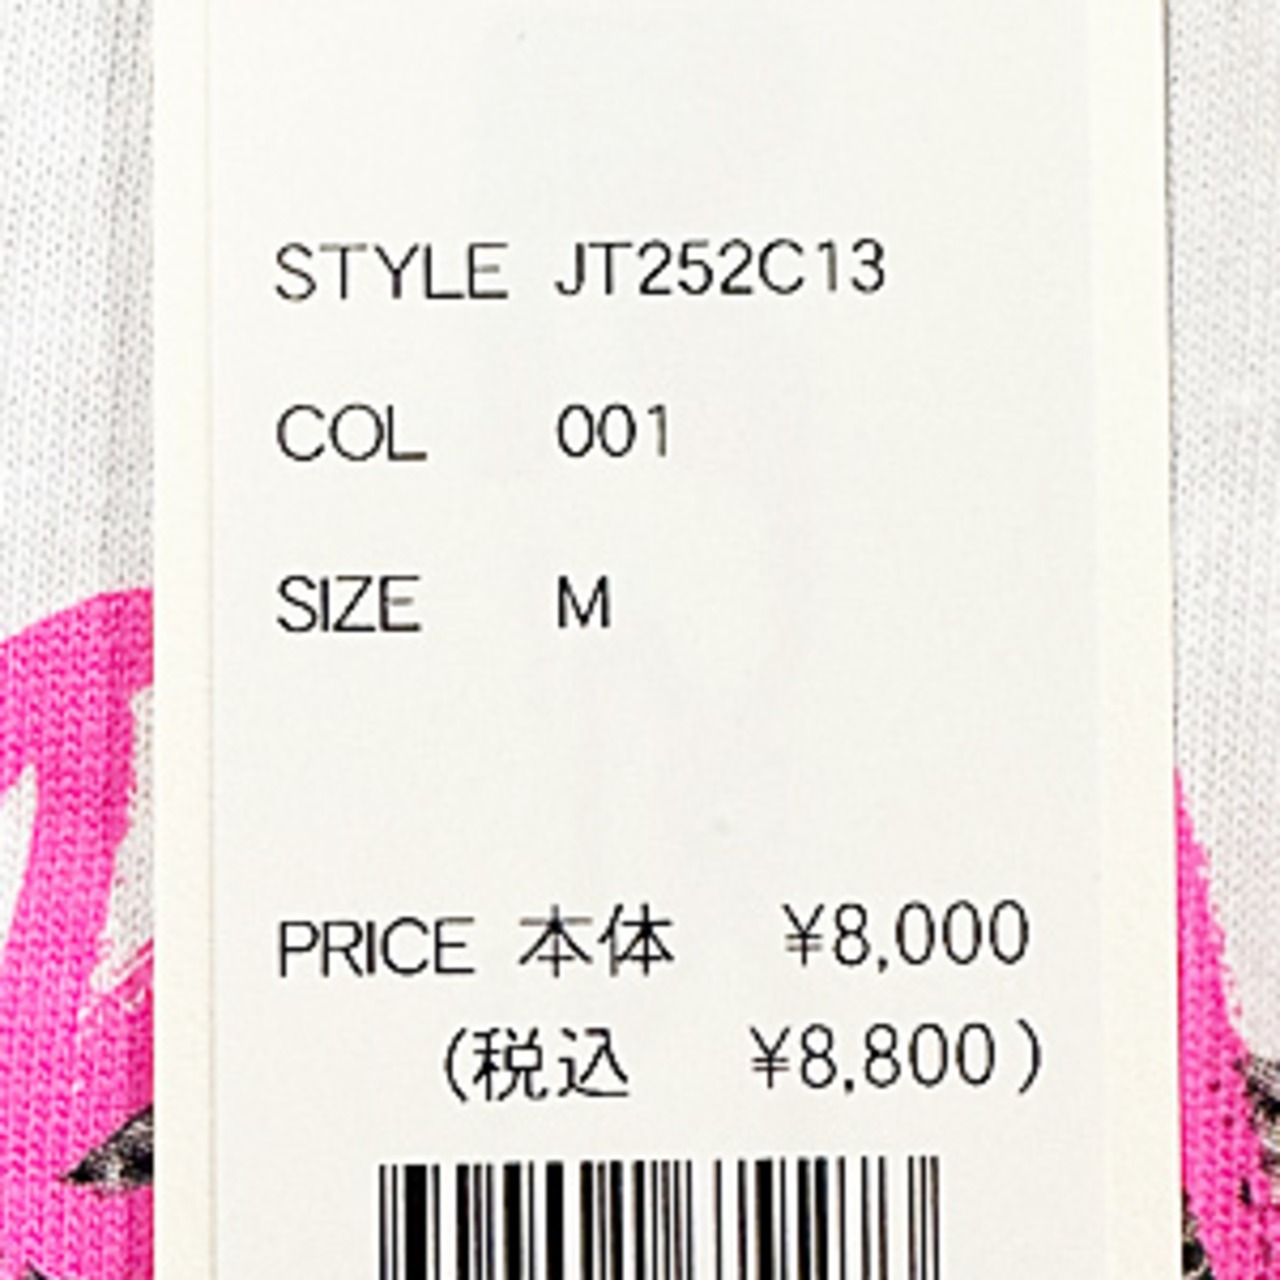 STYLE JT252C13
COL 001
SIZE M
PRICE 本体 ¥8,000
(税込 ¥8,800)